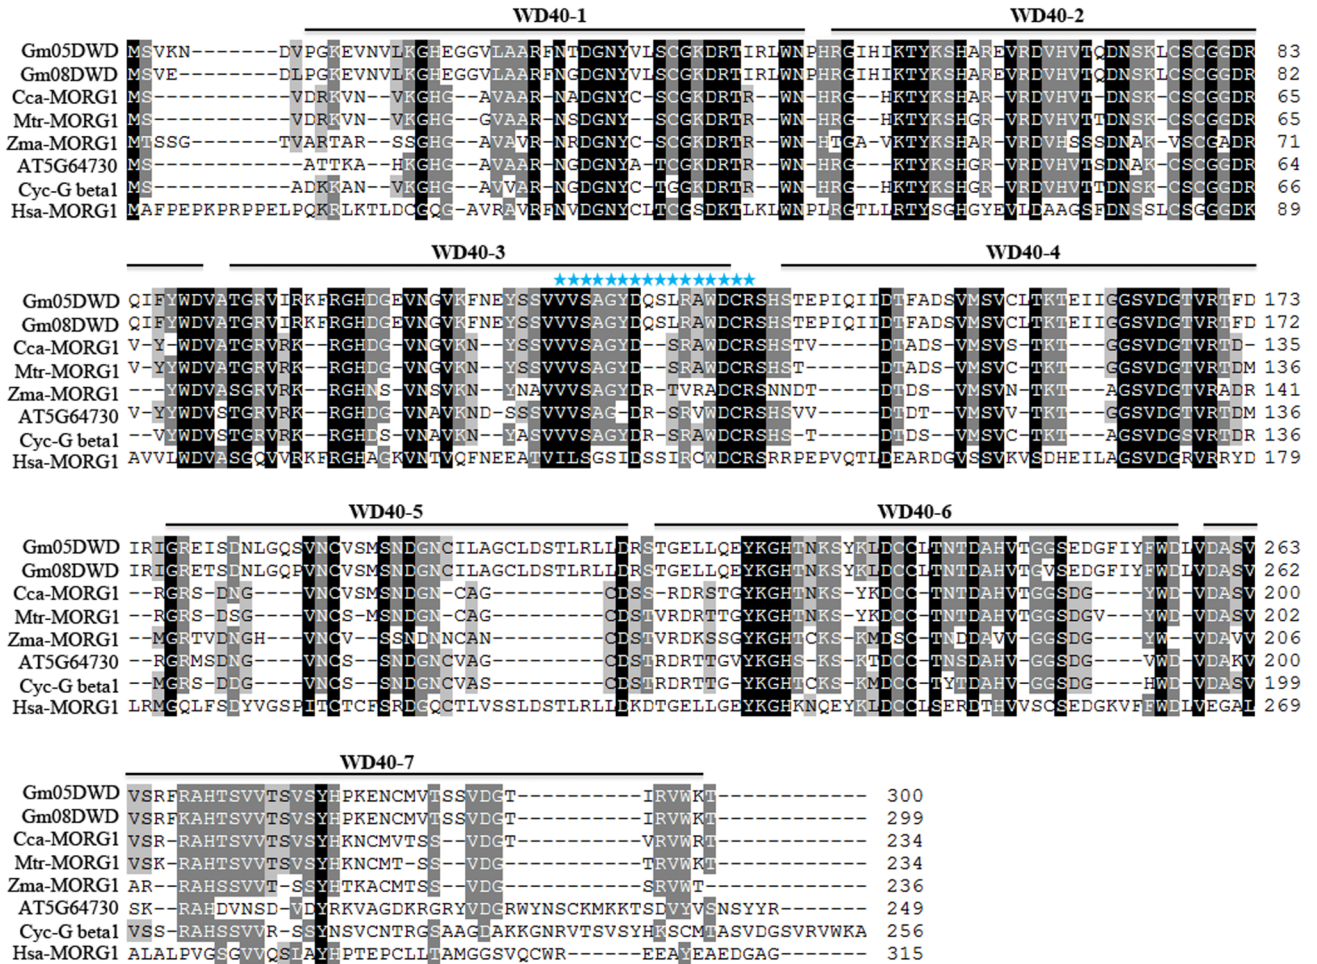 WD40-1 WD40-2
Gm05DWD MSVKN-------DVPGKEVNVLKGHEGGVLAARFNTDGNYVLSCGKDRTIRLWNPHRGIHIKTYKSHAREVRDVHVTQDNSKLCSCGGDR 83
Gm08DWD MSVE--------DLPGKEVNVLKGHEGGVLAARFNGDGNYVLSCGKDRTIRLWNPHRGIHIKTYKSHAREVRDVHVTQDNSKLCSCGGDR 82
Cca-MORG1 MS-----------VDRKVN--VKGHG--AVAAR-NADGNYC-SCGKDRTR--WN-HRG--HKTYKSHAR-VRDVHVT-DNSK-CSCGGDR 65
Mtr-MORG1 MS-----------VDRKVN--VKGHG--GVAAR-NGDGNYC-SCGKDRTR--WN-HRG--HKTYKSHGR-VRDVHVTTDNSK-CSCGGDR 65
Zma-MORG1 MTSSG-------TVARTAR--SSGHG--AVAVR-NSDGNYC-SCGKDRTR--WN-HTGA-VKTYKSHGR-VRDVHSSSDNSK-VSCGADR 71
AT5G64730 MS------------ATTKA--HKGHG--AVAAR-NGDGNYA-TCGKDRTR--WN-HRG--HKTYKSHGR-VRDVHVTSDNAK-CSCGGDR 64
Cyc-G beta1 MS-----------ADKKAN--VKGHG--AVVAR-NGDGNYC-TGGKDRTR--WN-HRG--HKTYKSHGR-VRDVHVTTDNSK-CSCGGDR 66
Hsa-MORG1 MAFPEPKPRPPELPQKRLKTLDCGQG-AVRAVRFNVDGNYCLTCGSDKTLKLWNPLRGTLLRTYSGHGYEVLDAAGSFDNSSLCSGGGDK 89
WD40-3 WD40-4
Gm05DWD QIFYWDVATGRVIRKFRGHDGEVNGVKFNEYSSVVVSAGYDQSLRAWDCRSHSTEPIQIIDTFADSVMSVCLTKTEIIGGSVDGTVRTFD 173
Gm08DWD QIFYWDVATGRVIRKFRGHDGEVNGVKFNEYSSVVVSAGYDQSLRAWDCRSHSTEPIQIIDTFADSVMSVCLTKTEIIGGSVDGTVRTFD 172
Cca-MORG1 V-Y-WDVATGRVRK--RGHDG-VNGVKN--YSSVVVSAGYD--SRAWDCRSHSTV-----DTADS-VMSVS-TKT---GGSVDGTVRTD- 135
Mtr-MORG1 V-YYWDVATGRVRK--RGHDG-VNGVKN--YSSVVVSAGYD--SRAWDCRSHST------DTADS-VMSVC-TKT---GGSVDGTVRTDM 136
Zma-MORG1 ---YWDVASGRVRK--RGHNS-VNSVKN--YNAVVVSAGYDR-TVRADCRSNNDT-----DTDS--VMSVN-TKT---AGSVDGTVRADR 141
AT5G64730 V-YYWDVSTGRVRK--RGHDG-VNAVKND-SSSVVVSAG-DR-SRVWDCRSHSVV-----DTDT--VMSVV-TKT---GGSVDGTVRTDM 136
Cyc-G beta1 --VYWDVSTGRVRK--RGHDS-VNAVKN--YASVVVSAGYDR-SRAWDCRSHS-T-----DTDS--VMSVC-TKT---AGSVDGSVRTDR 136
Hsa-MORG1 AVVLWDVASGQVVRKFRGHAGKVNTVQFNEEATVILSGSIDSSIRCWDCRSRRPEPVQTLDEARDGVSSVKVSDHEILAGSVDGRVRRYD 179
WD40-5 WD40-6
Gm05DWD IRIGREISDNLGQSVNCVSMSNDGNCILAGCLDSTLRLLDRSTGELLQEYKGHTNKSYKLDCCLTNTDAHVTGGSEDGFIYFWDLVDASV 263
Gm08DWD IRIGRETSDNLGQPVNCVSMSNDGNCILAGCLDSTLRLLDRSTGELLQEYKGHTNKSYKLDCCLTNTDAHVTGVSEDGFIYFWDLVDASV 262
Cca-MORG1 --RGRS-DNG----VNCVSMSNDGN-CAG---------CDSS-RDRSTGYKGHTNKS-YKDCC-TNTDAHVTGGSDG----YWD-VDASV 200
Mtr-MORG1 --RGRS-DSG----VNCS-MSNDGNCCAG---------CDSTVRDRSTGYKGHTNKS-YKDCC-TNTDAHVTGGSDGV---YWD-VDASV 202
Zma-MORG1 --MGRTVDNGH---VNCV--SSNDNNCAN---------CDSTVRDKSSGYKGHTCKS-KMDSC-TNDDAVV-GGSDG----YW--VDAVV 206
AT5G64730 --RGRMSDNG----VNCS--SNDGNCVAG---------CDSTRDRTTGVYKGHS-KS-KTDCC-TNSDAHV-GGSDG----VWD-VDAKV 200
Cyc-G beta1 --MGRS-DDG----VNCS--SNDGNCVAS---------CDSTRDRTTG-YKGHTCKS-KMDCC-TYTDAHV-GGSDG----HWD-VDASV 199
Hsa-MORG1 LRMGQLFSDYVGSPITCTCFSRDGQCTLVSSLDSTLRLLDKDTGELLGEYKGHKNQEYKLDCCLSERDTHVVSCSEDGKVFFWDLVEGAL 269
WD40-7
Gm05DWD VSRFRAHTSVVTSVSYHPKENCMVTSSVDGT----------IRVWKT------------ 300
Gm08DWD VSRFKAHTSVVTSVSYHPKENCMVTSSVDGT----------IRVWKT------------ 299
Cca-MORG1 VSR-RAHTSVVTSVSYHKNCMVTSS--VDGT----------VRVWRT------------ 234
Mtr-MORG1 VSK-RAHTSVVTSVSYHKNCMT-SS--VDG-----------TRVWKT------------ 234
Zma-MORG1 AR--RAHSSVVT-SSYHTKACMTSS--VDG-----------SRVWT------------- 236
AT5G64730 SK--RAHDVNSD-VDYRKVAGDKRGRYVDGRWYNSCKMKKTSDVYVSNSYYR------- 249
Cyc-G beta1 VSS-RAHSSVVR-SSYNSVCNTRGSAAGDAKKGNRVTSVSYHKSCMTASVDGSVRVWKA 256
Hsa-MORG1 ALALPVGSGVVQSLAYHPTEPCLLTAMGGSVQCWR------EEAYEAEDGAG------- 315